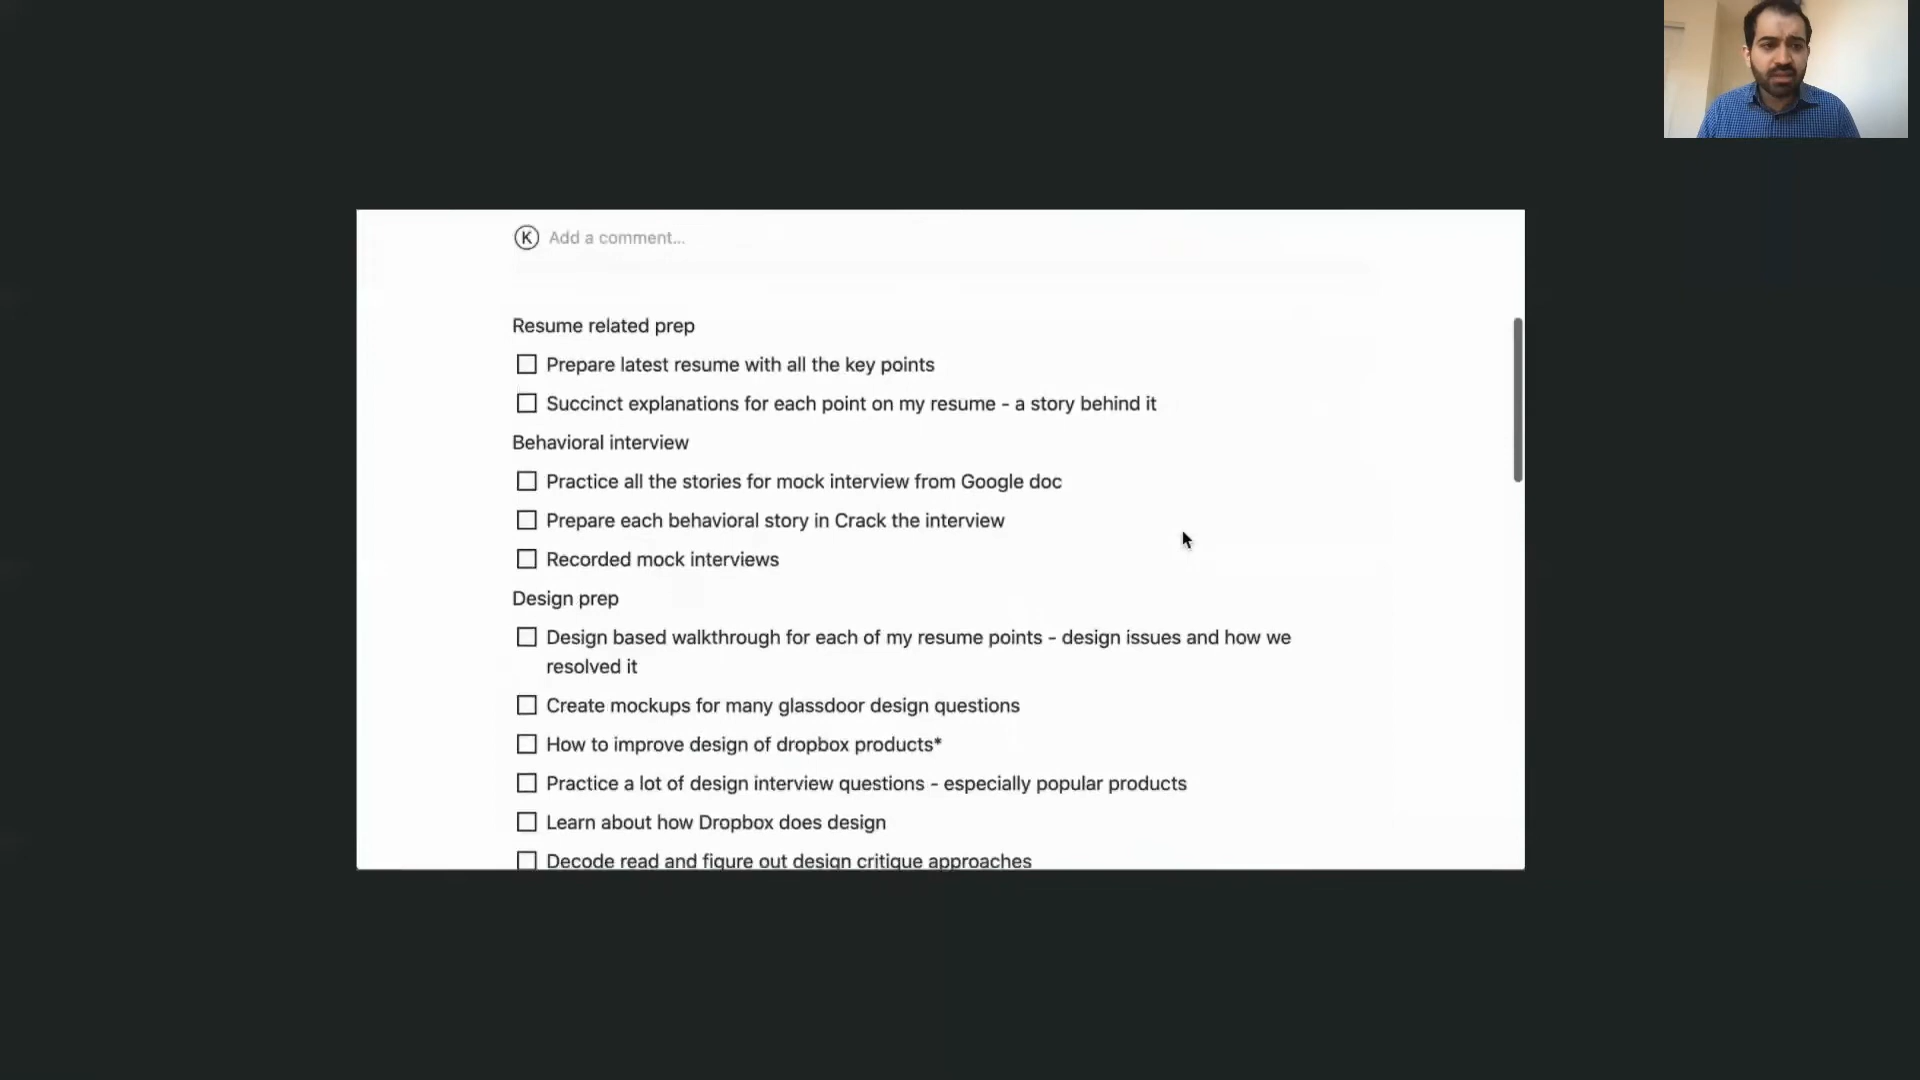 K Add a comment...
Resume related prep
Prepare latest resume with all the key points
Succinct explanations for each point on my resume - a story behind it
Behavioral interview
Practice all the stories for mock interview from Google doc
Prepare each behavioral story in Crack the interview
Recorded mock interviews
Design prep
Design based walkthrough for each of my resume points - design issues and how we
resolved it
Create mockups for many glassdoor design questions
How to improve design of dropbox products*
Practice a lot of design interview questions - especially popular products
Learn about how Dropbox does design
Decode read and figure out design critique approaches